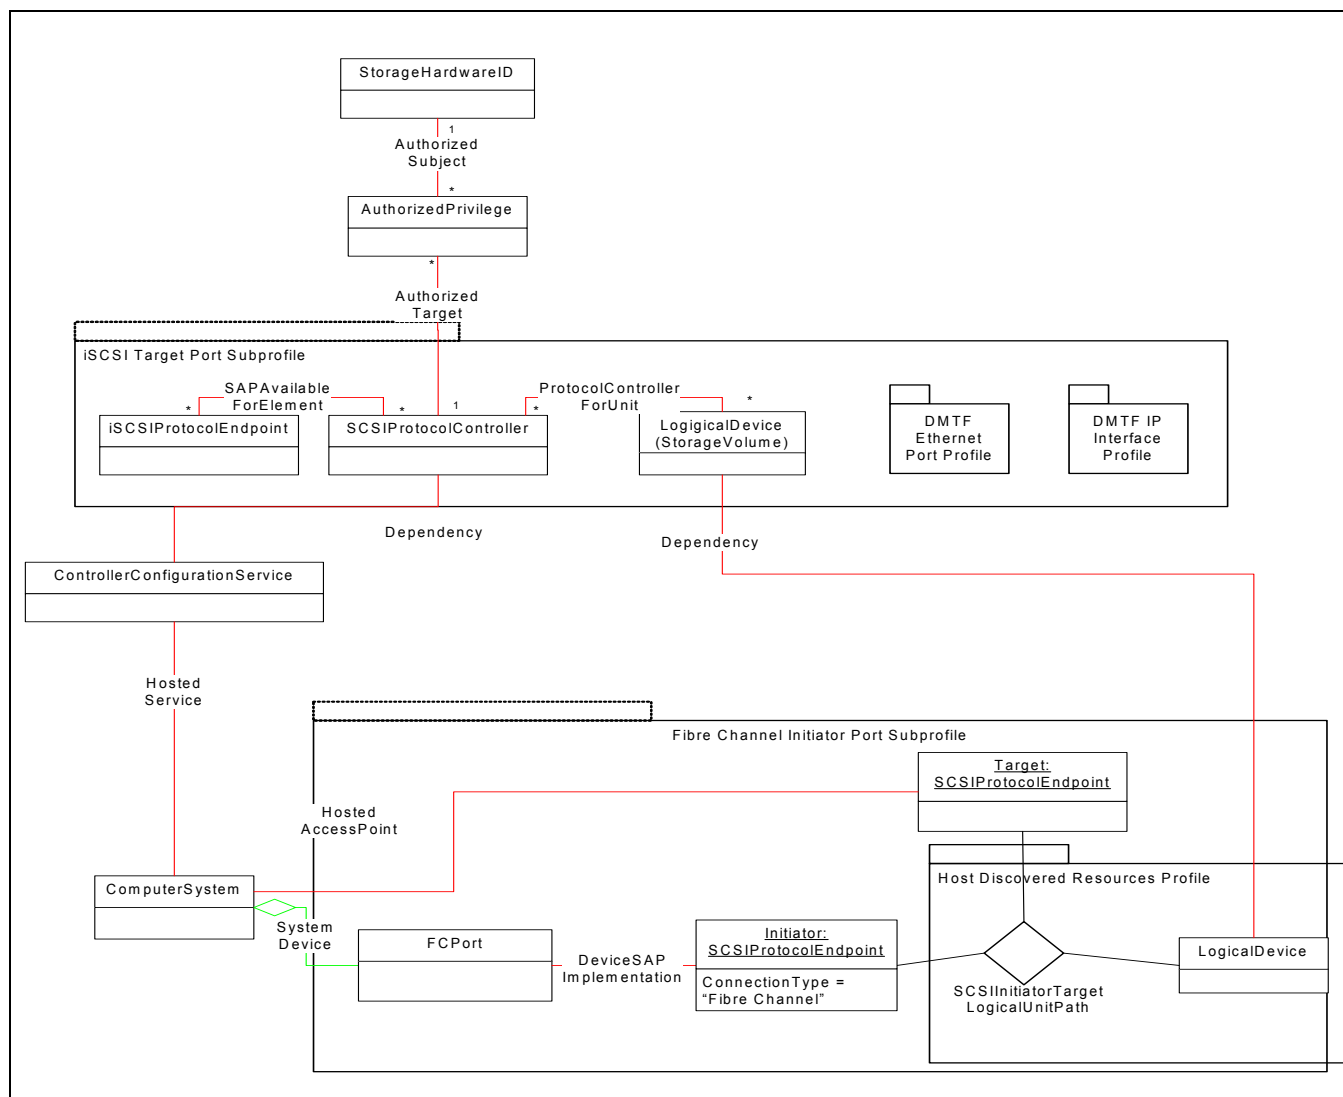 StorageHardwareID
1
Authorized
Subject
*
AuthorizedPrivilege
*
Authorized
Target
iSCSI Target Port Subprofile
SAPAvailable
ForElement
*
*
1
ProtocolController
ForUnit
*
*
iSCSIProtocolEndpoint
SCSIProtocolController
LogigicalDevice
(StorageVolume)
DMTF
Ethernet
Port Profile
DMTF IP
Interface
Profile
Dependency
Dependency
ControllerConfigurationService
Hosted
Service
Fibre Channel Initiator Port Subprofile
Target:
SCSIProtocolEndpoint
Hosted
AccessPoint
Host Discovered Resources Profile
ComputerSystem
System
Device
FCPort
DeviceSAP
Implementation
Initiator:
SCSIProtocolEndpoint
ConnectionType =
“Fibre Channel”
LogicalDevice
SCSIInitiatorTarget
LogicalUnitPath